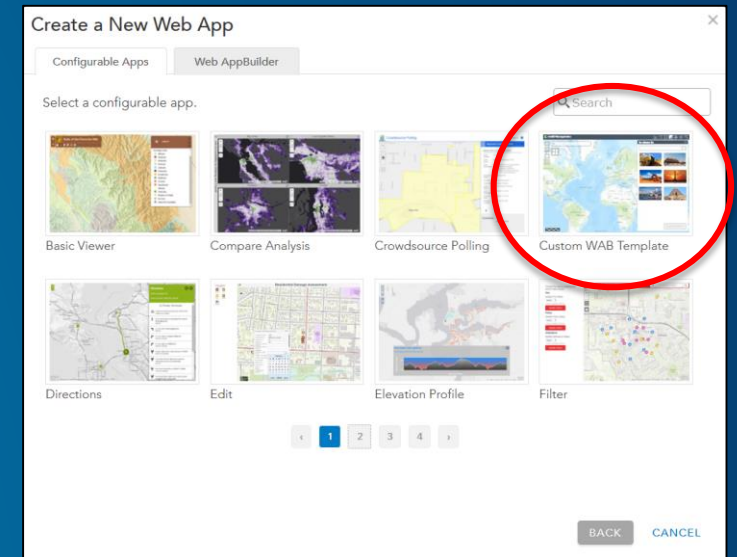 Create a New Web App
×
Configurable Apps
Web AppBuilder
Select a configurable app.
Search
Basic Viewer
Compare Analysis
Crowdsource Polling
Custom WAB Template
Directions
Edit
Elevation Profile
Filter
‹ 1 2 3 4 ›
BACK
CANCEL